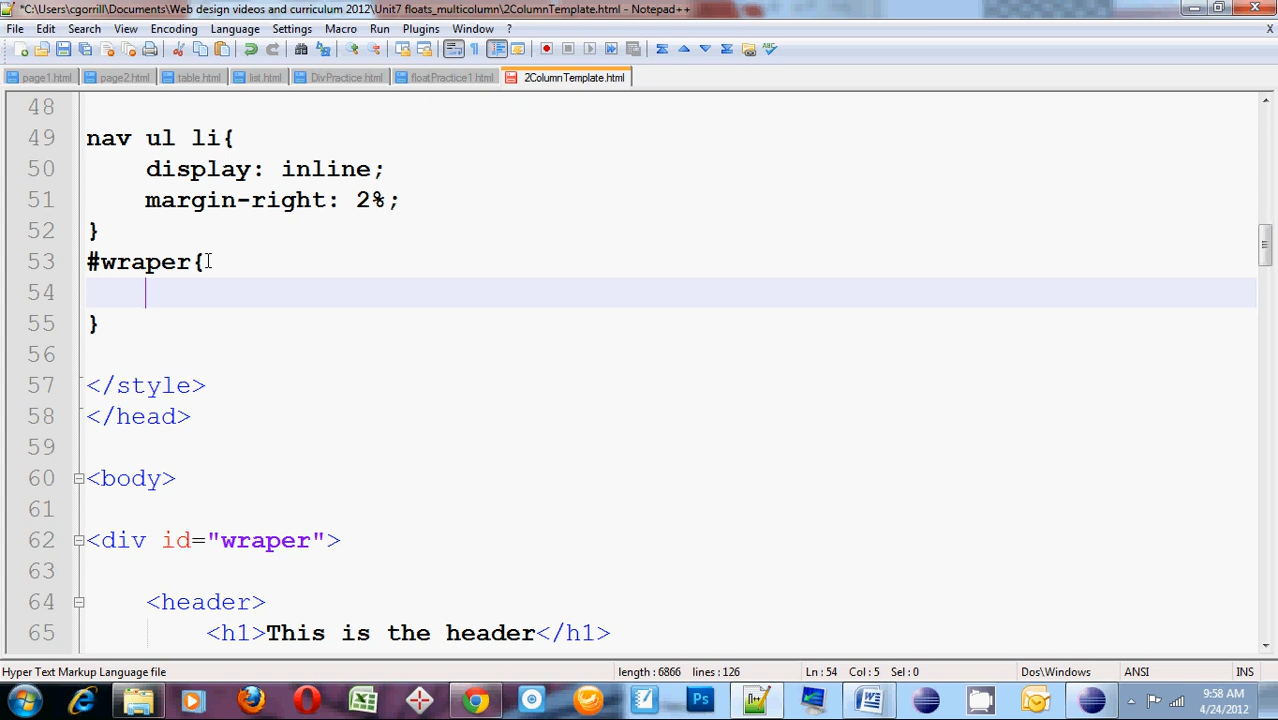 *C:\Users\cgorrill\Documents\Web design videos and curriculum 2012\Unit7 floats_multicolumn\2ColumnTemplate.html - Notepad++
File Edit Search View Encoding Language Settings Macro Run Plugins Window ? X
page1.html page2.html table.html list.html DivPractice.html floatPractice1.html 2ColumnTemplate.html
48
49 nav ul li{
50 display: inline;
51 margin-right: 2%;
52 }
53 #wraper{
54
55 }
56
57 </style>
58 </head>
59
60 <body>
61
62 <div id="wraper">
63
64 <header>
65 <h1>This is the header</h1>
Hyper Text Markup Language file length : 6866 lines : 126 Ln : 54 Col : 5 Sel : 0 Dos\Windows ANSI INS
Ps
9:58 AM
4/24/2012